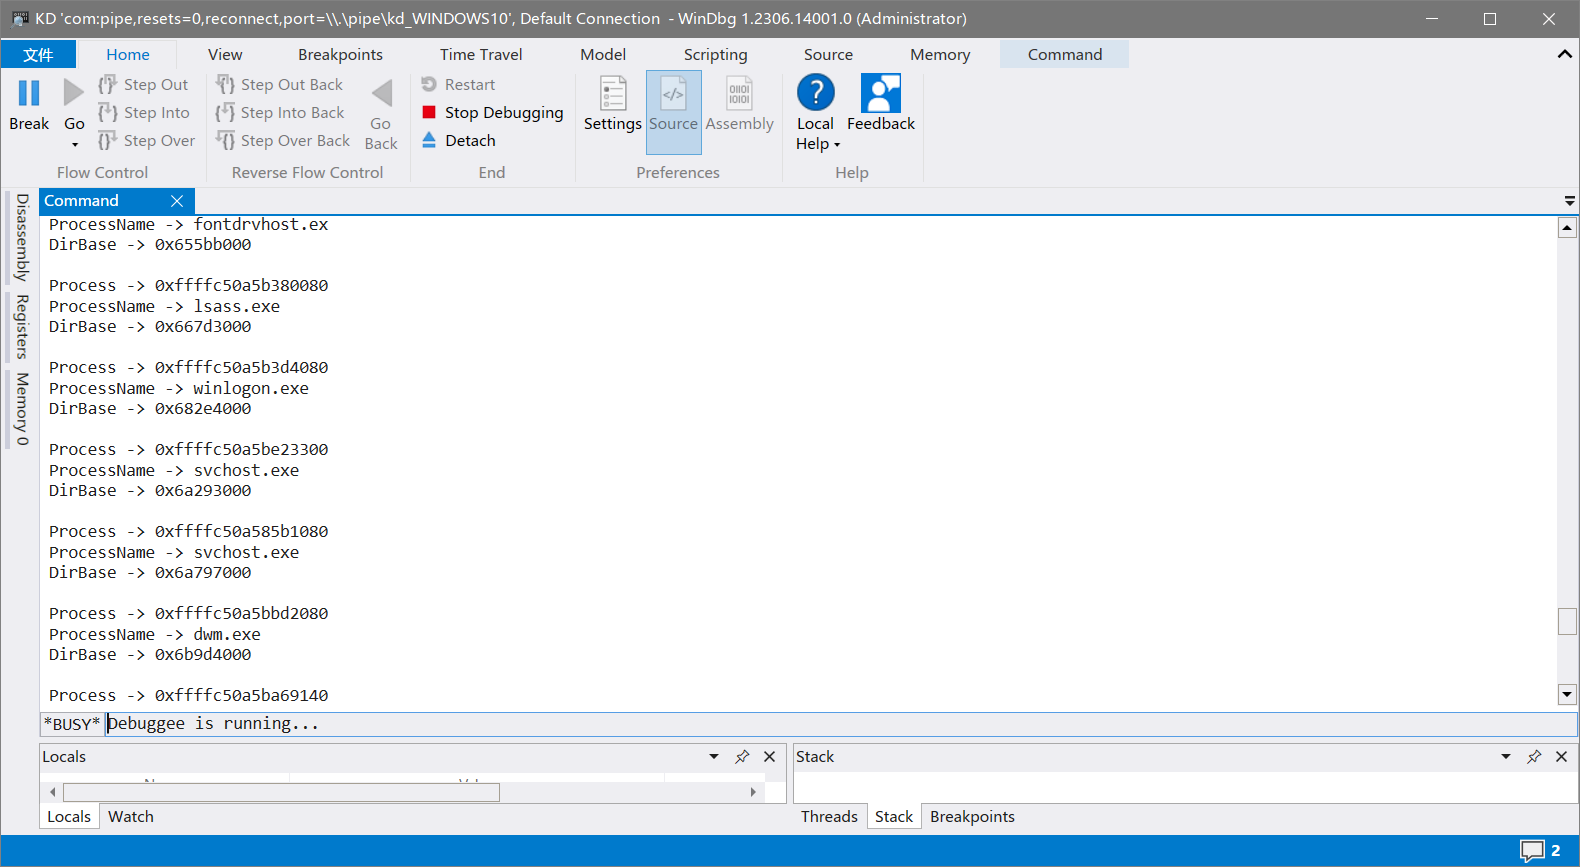 KD 'com:pipe,resets=0,reconnect,port=\\.\pipe\kd_WINDOWS10', Default Connection  - WinDbg 1.2306.14001.0 (Administrator)
文件 Home View Breakpoints Time Travel Model Scripting Source Memory Command
Break
Go
Step Out
Step Into
Step Over
Flow Control
Step Out Back
Step Into Back
Step Over Back
Go Back
Reverse Flow Control
Restart
Stop Debugging
Detach
End
Settings
Source
Assembly
Preferences
Local Help
Feedback
Help
Disassembly
Registers
Memory 0
Command
ProcessName -> fontdrvhost.ex
DirBase -> 0x655bb000
Process -> 0xffffc50a5b380080
ProcessName -> lsass.exe
DirBase -> 0x667d3000
Process -> 0xffffc50a5b3d4080
ProcessName -> winlogon.exe
DirBase -> 0x682e4000
Process -> 0xffffc50a5be23300
ProcessName -> svchost.exe
DirBase -> 0x6a293000
Process -> 0xffffc50a585b1080
ProcessName -> svchost.exe
DirBase -> 0x6a797000
Process -> 0xffffc50a5bbd2080
ProcessName -> dwm.exe
DirBase -> 0x6b9d4000
Process -> 0xffffc50a5ba69140
*BUSY* Debuggee is running...
Locals
Locals Watch
Stack
Threads Stack Breakpoints
2